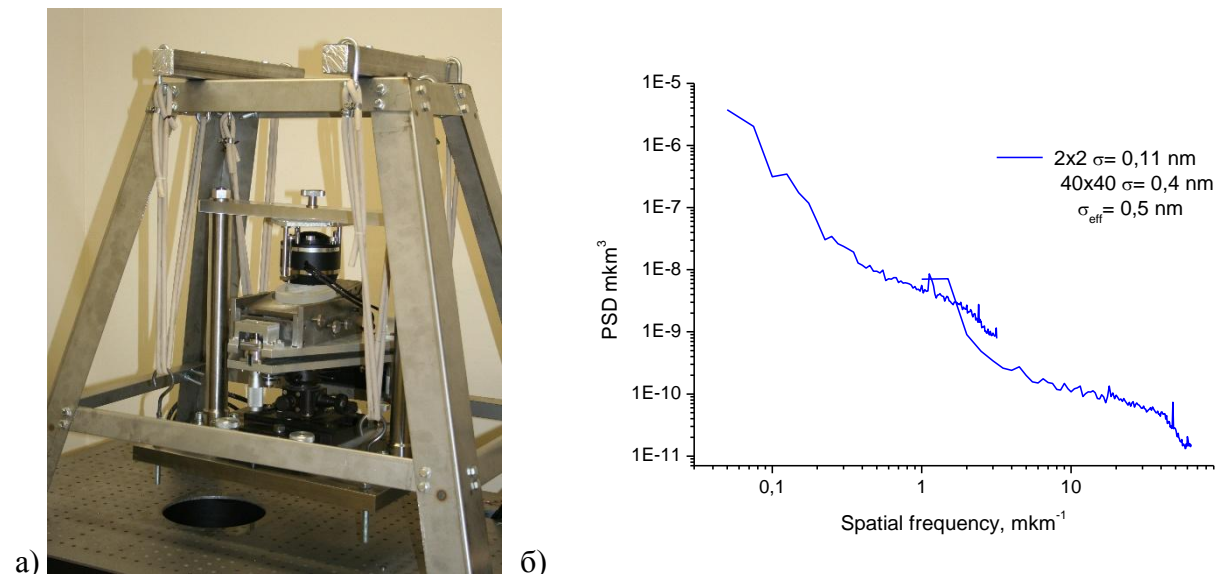 1E-5
1E-6
1E-7
1E-8
1E-9
1E-10
1E-11
PSD mkm³
2x2 σ= 0,11 nm
40x40 σ= 0,4 nm
σeff= 0,5 nm
0,1
1
10
Spatial frequency, mkm⁻¹
а)
б)